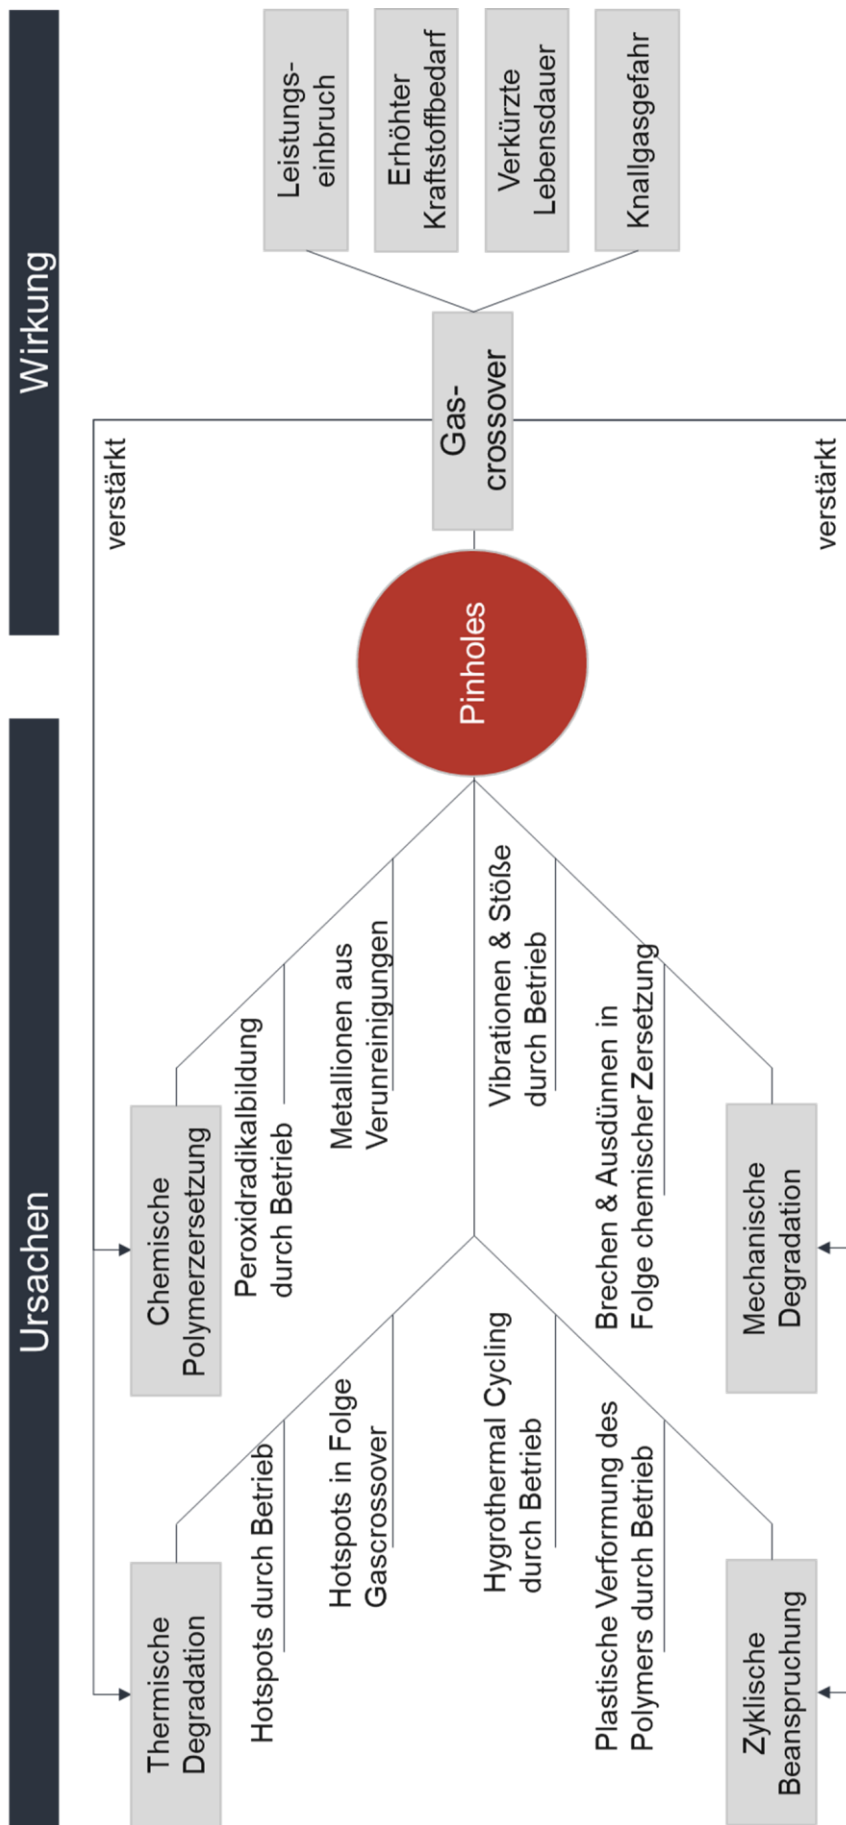 Ursachen
Wirkung
Thermische
Degradation
Hotspots durch Betrieb
Hotspots in Folge
Gascrossover
Chemische
Polymerzersetzung
Peroxidradikalbildung
durch Betrieb
Metallionen aus
Verunreinigungen
Hygrothermal Cycling
durch Betrieb
Plastische Verformung des
Polymers durch Betrieb
Zyklische
Beanspruchung
Vibrationen & Stöße
durch Betrieb
Brechen & Ausdünnen in
Folge chemischer Zersetzung
Mechanische
Degradation
Pinholes
verstärkt
Gas-
crossover
verstärkt
Leistungs-
einbruch
Erhöhter
Kraftstoffbedarf
Verkürzte
Lebensdauer
Knallgasgefahr